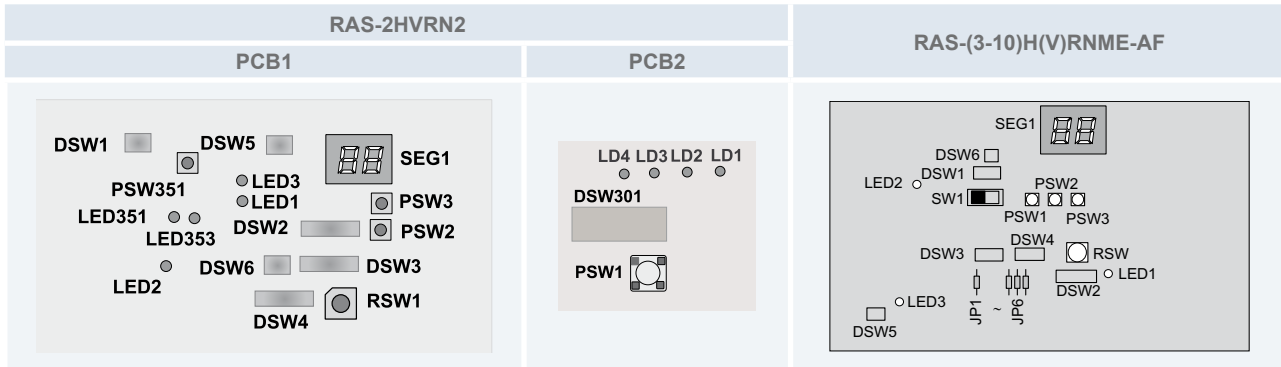 RAS-2HVRN2
RAS-(3-10)H(V)RNME-AF
PCB1
PCB2
DSW1
DSW5
SEG1
PSW351
LED3
LED1
PSW3
LED351
LED353
DSW2
PSW2
LED2
DSW6
DSW3
DSW4
RSW1
LD4 LD3 LD2 LD1
DSW301
PSW1
SEG1
DSW6
DSW1
LED2
SW1
PSW2
PSW1
PSW3
DSW3
DSW4
RSW
LED1
DSW2
JP1 ~ JP6
LED3
DSW5